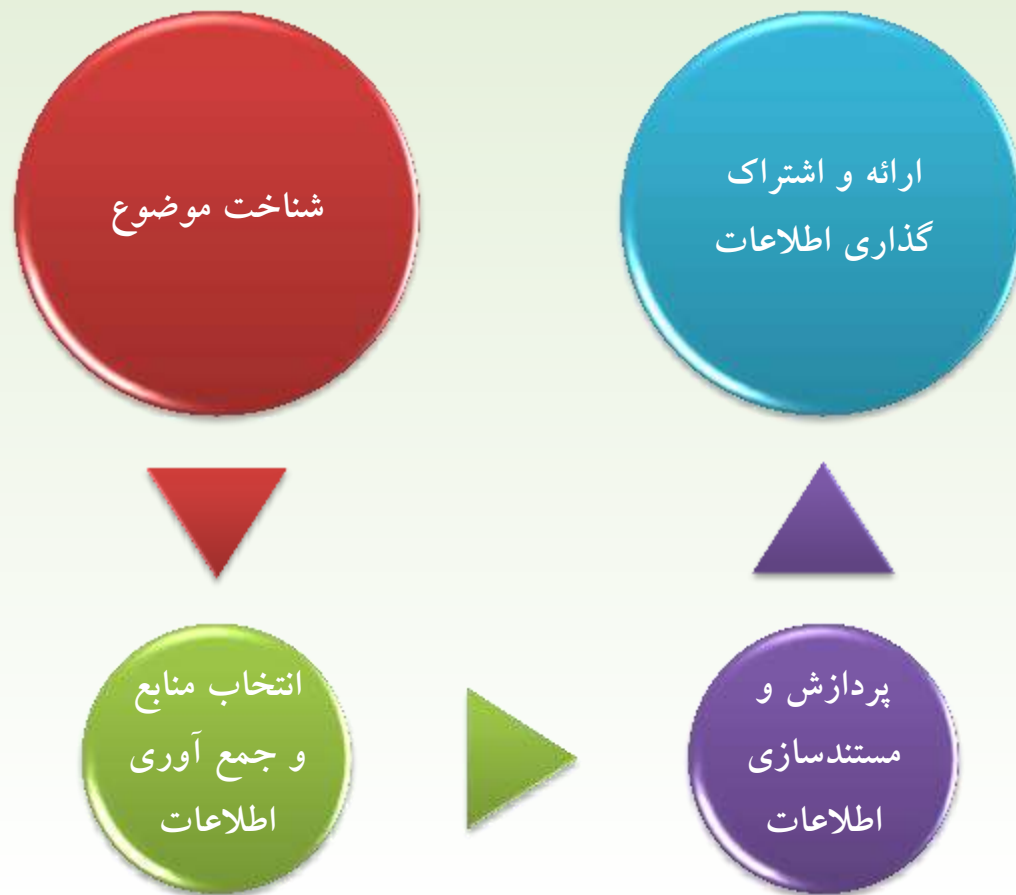 شناخت موضوع
انتخاب منابع
و جمع آوری
اطلاعات
پردازش و
مستندسازی
اطلاعات
ارائه و اشتراک
گذاری اطلاعات